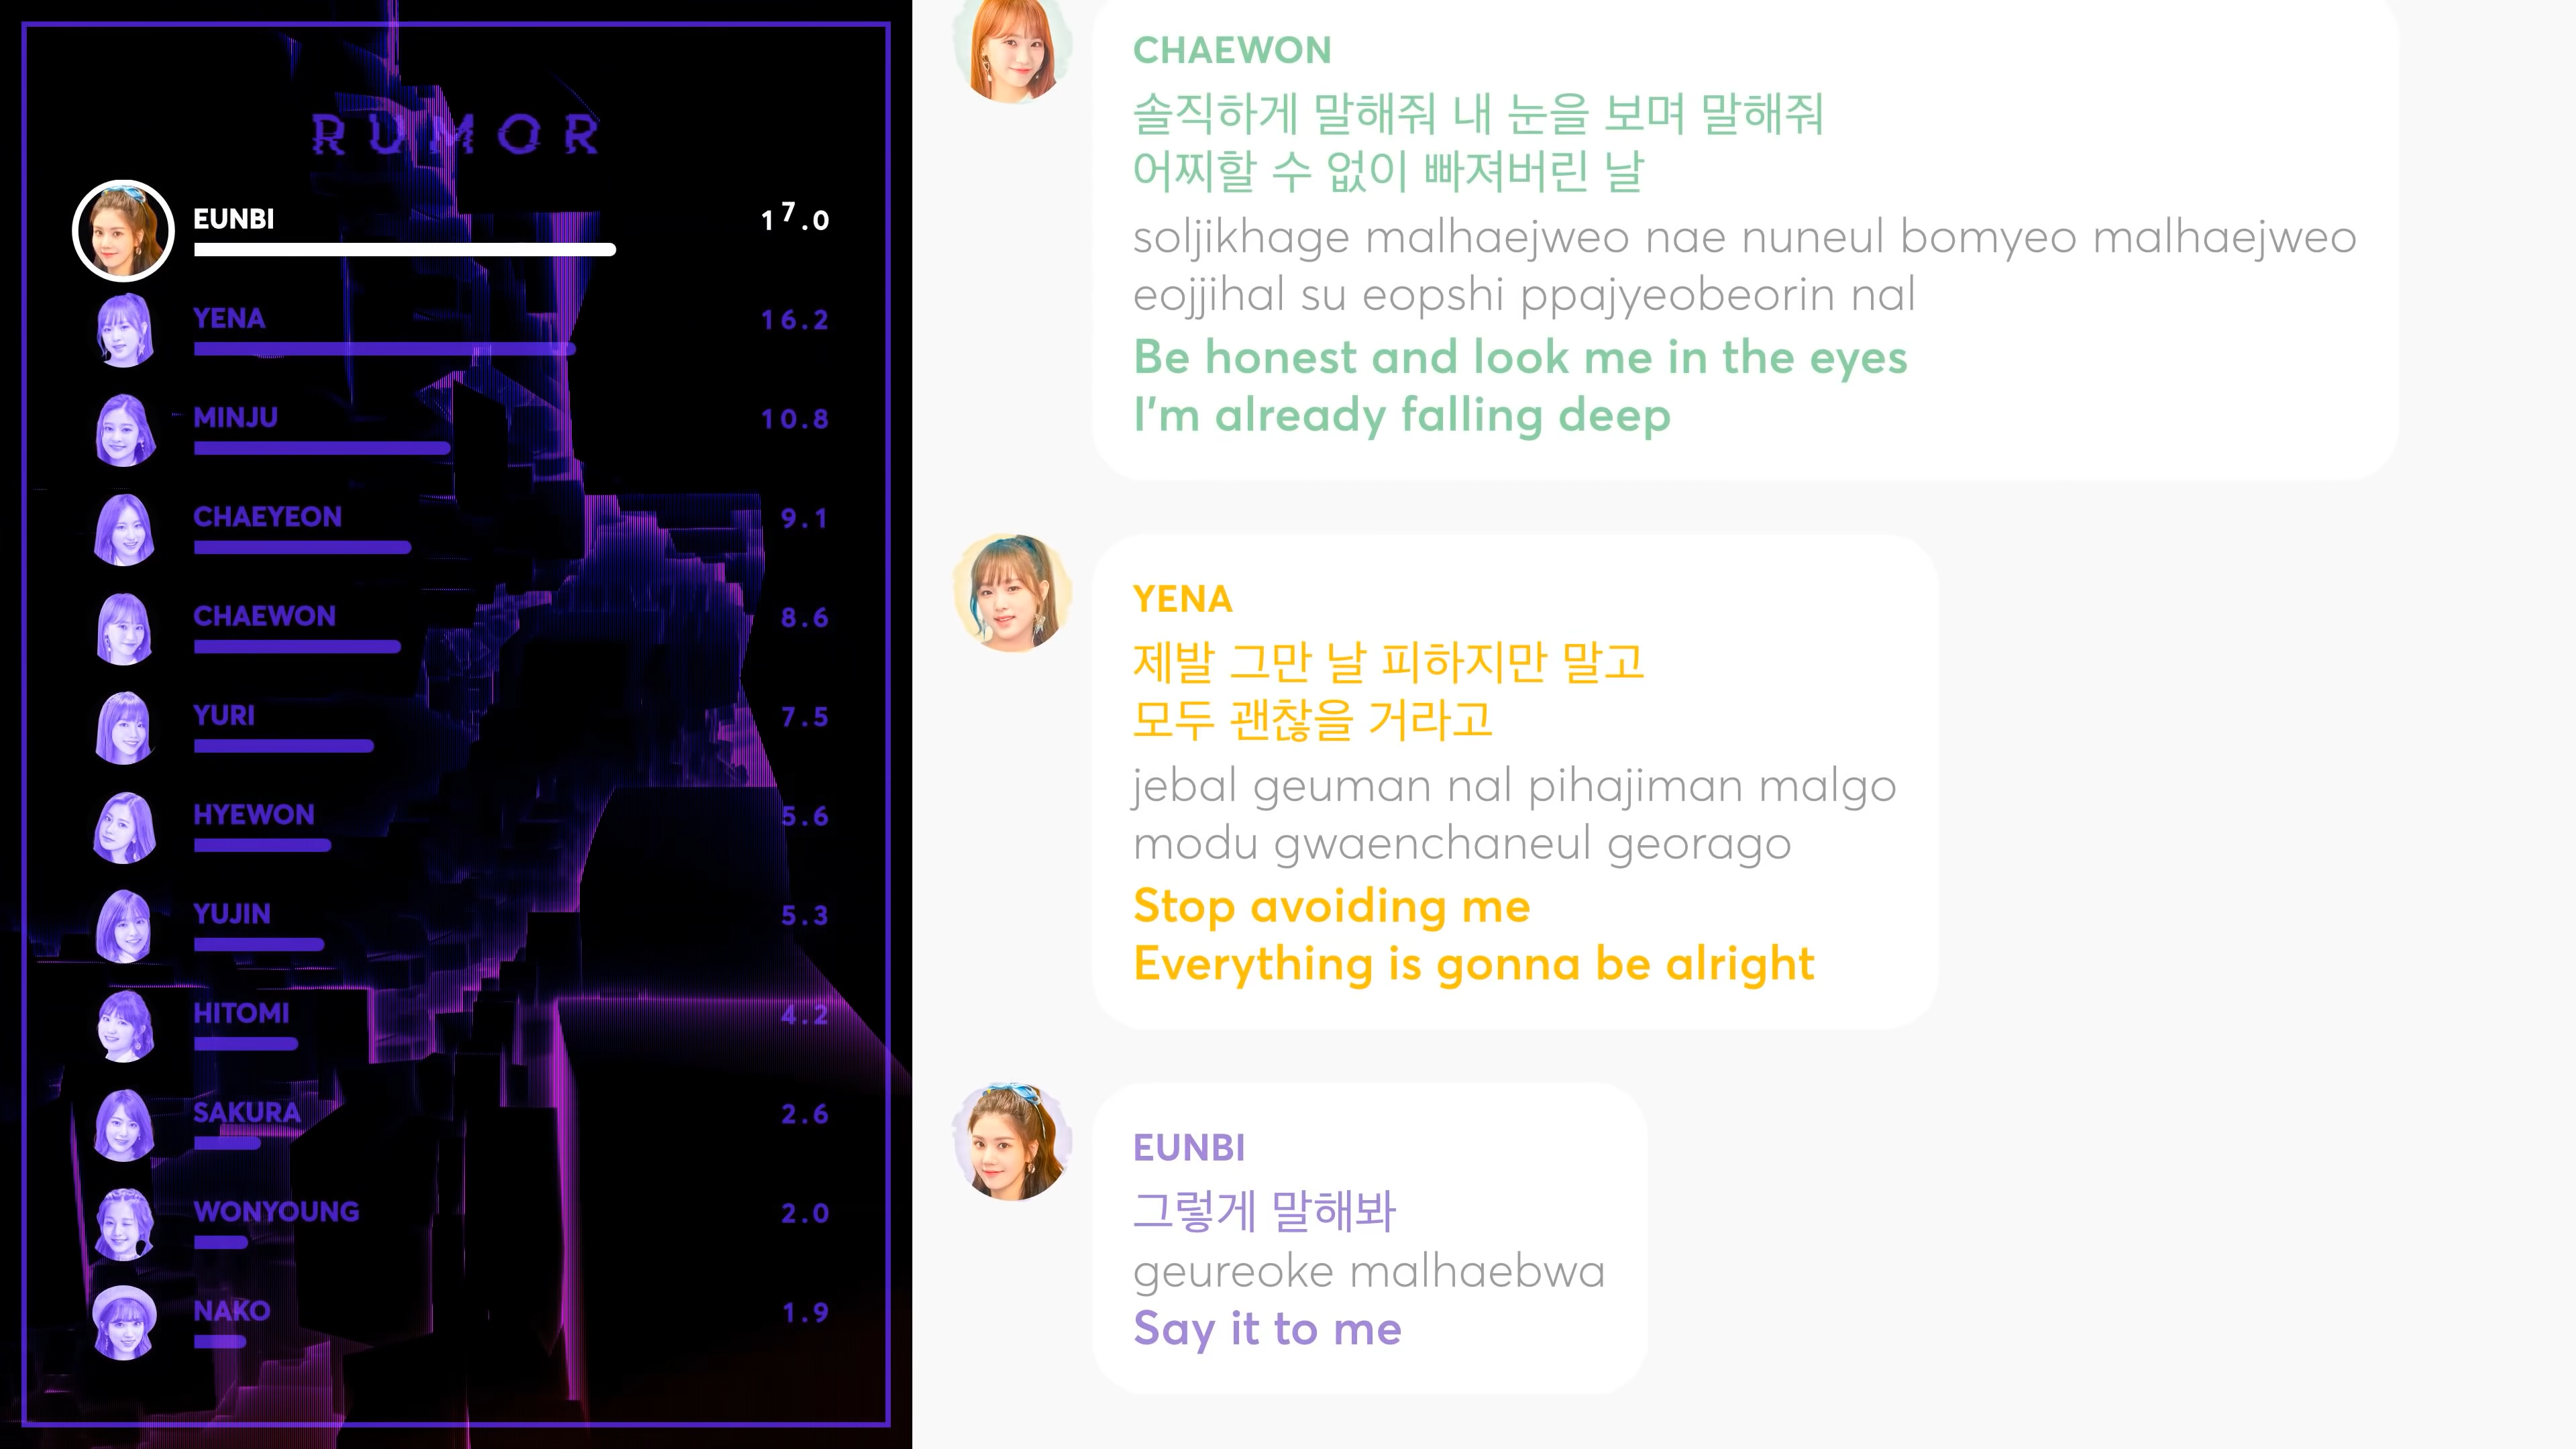 RUMOR
EUNBI 17.0
YENA 16.2
MINJU 10.8
CHAEYEON 9.1
CHAEWON 8.6
YURI 7.5
HYEWON 5.6
YUJIN 5.3
HITOMI 4.2
SAKURA 2.6
WONYOUNG 2.0
NAKO 1.9
CHAEWON
솔직하게 말해줘 내 눈을 보며 말해줘
어찌할 수 없이 빠져버린 날
soljikhage malhaejweo nae nuneul bomyeo malhaejweo
eojjihal su eopshi ppajyeobeorin nal
Be honest and look me in the eyes
I'm already falling deep
YENA
제발 그만 날 피하지만 말고
모두 괜찮을 거라고
jebal geuman nal pihajiman malgo
modu gwaenchaneul georago
Stop avoiding me
Everything is gonna be alright
EUNBI
그렇게 말해봐
geureoke malhaebwa
Say it to me